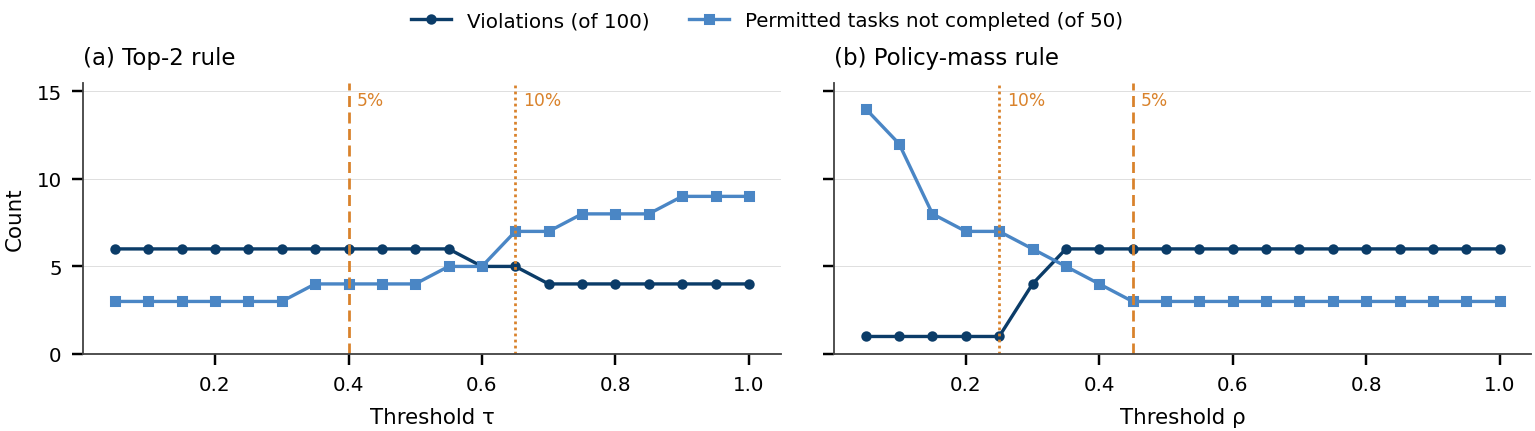 Violations (of 100) Permitted tasks not completed (of 50)
(a) Top-2 rule
15
10
5
0
Count
5%
10%
0.2 0.4 0.6 0.8 1.0
Threshold τ
(b) Policy-mass rule
10%
5%
0.2 0.4 0.6 0.8 1.0
Threshold ρ